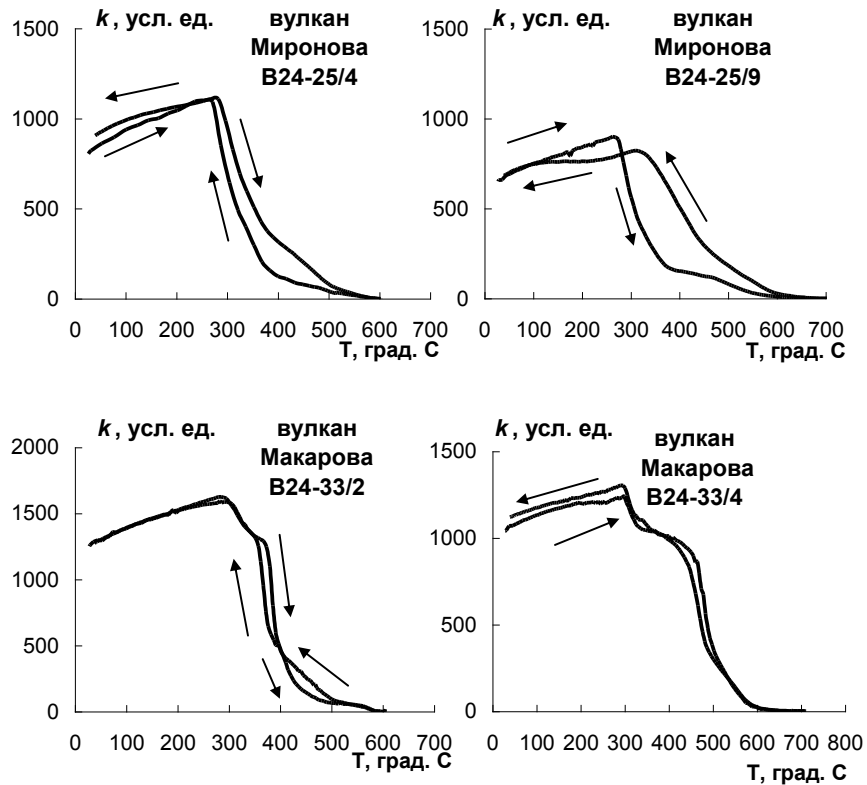 k, усл. ед.
вулкан
Миронова
В24-25/4
1500
1000
500
0
0 100 200 300 400 500 600 700
Т, град. С
k, усл. ед.
вулкан
Миронова
В24-25/9
1500
1000
500
0
0 100 200 300 400 500 600 700
Т, град. С
k, усл. ед.
вулкан
Макарова
В24-33/2
2000
1500
1000
500
0
0 100 200 300 400 500 600 700
Т, град. С
k, усл. ед.
вулкан
Макарова
В24-33/4
1500
1000
500
0
0 100 200 300 400 500 600 700 800
Т, град. С